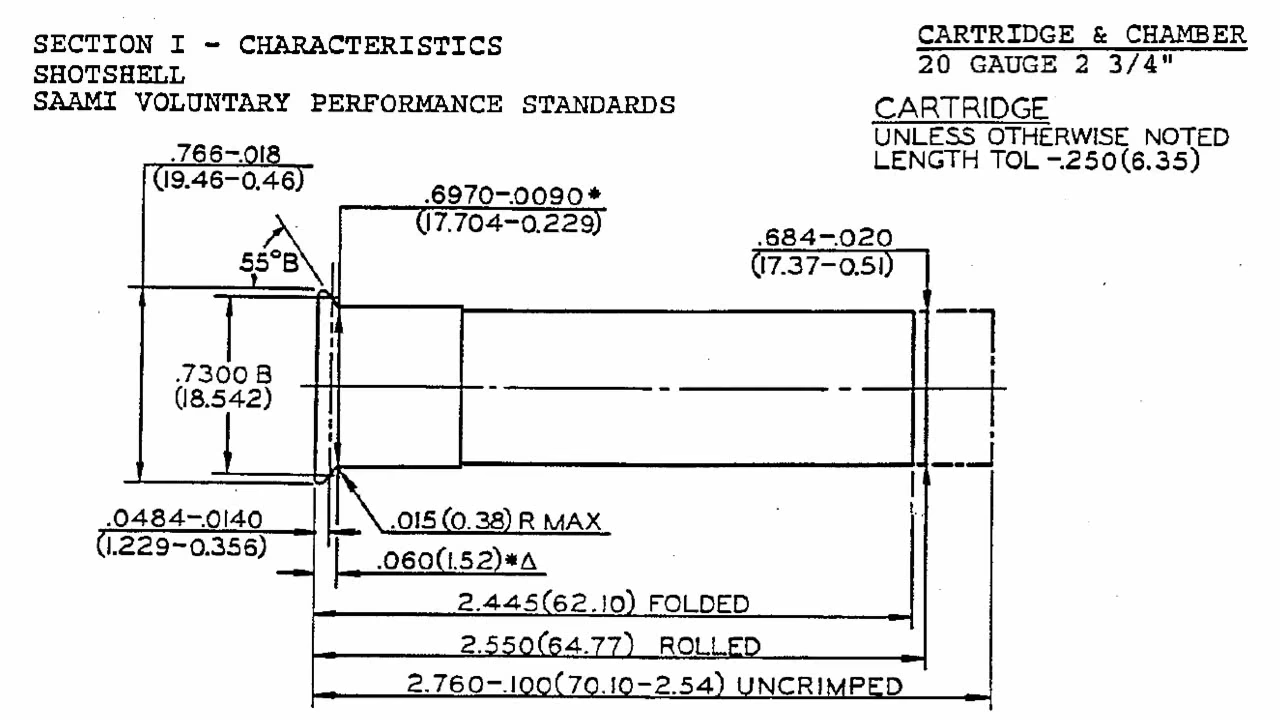 SECTION I - CHARACTERISTICS
SHOTSHELL
SAAMI VOLUNTARY PERFORMANCE STANDARDS
CARTRIDGE & CHAMBER
20 GAUGE 2 3/4"
CARTRIDGE
UNLESS OTHERWISE NOTED
LENGTH TOL -.250(6.35)
.766-.018
(19.46-0.46)
.6970-.0090*
(17.704-0.229)
.684-.020
(17.37-0.51)
55°B
.7300 B
(18.542)
.0484-.0140
(1.229-0.356)
.015(0.38) R MAX
.060(1.52)*Δ
2.445(62.10) FOLDED
2.550(64.77) ROLLED
2.760-.100(70.10-2.54) UNCRIMPED